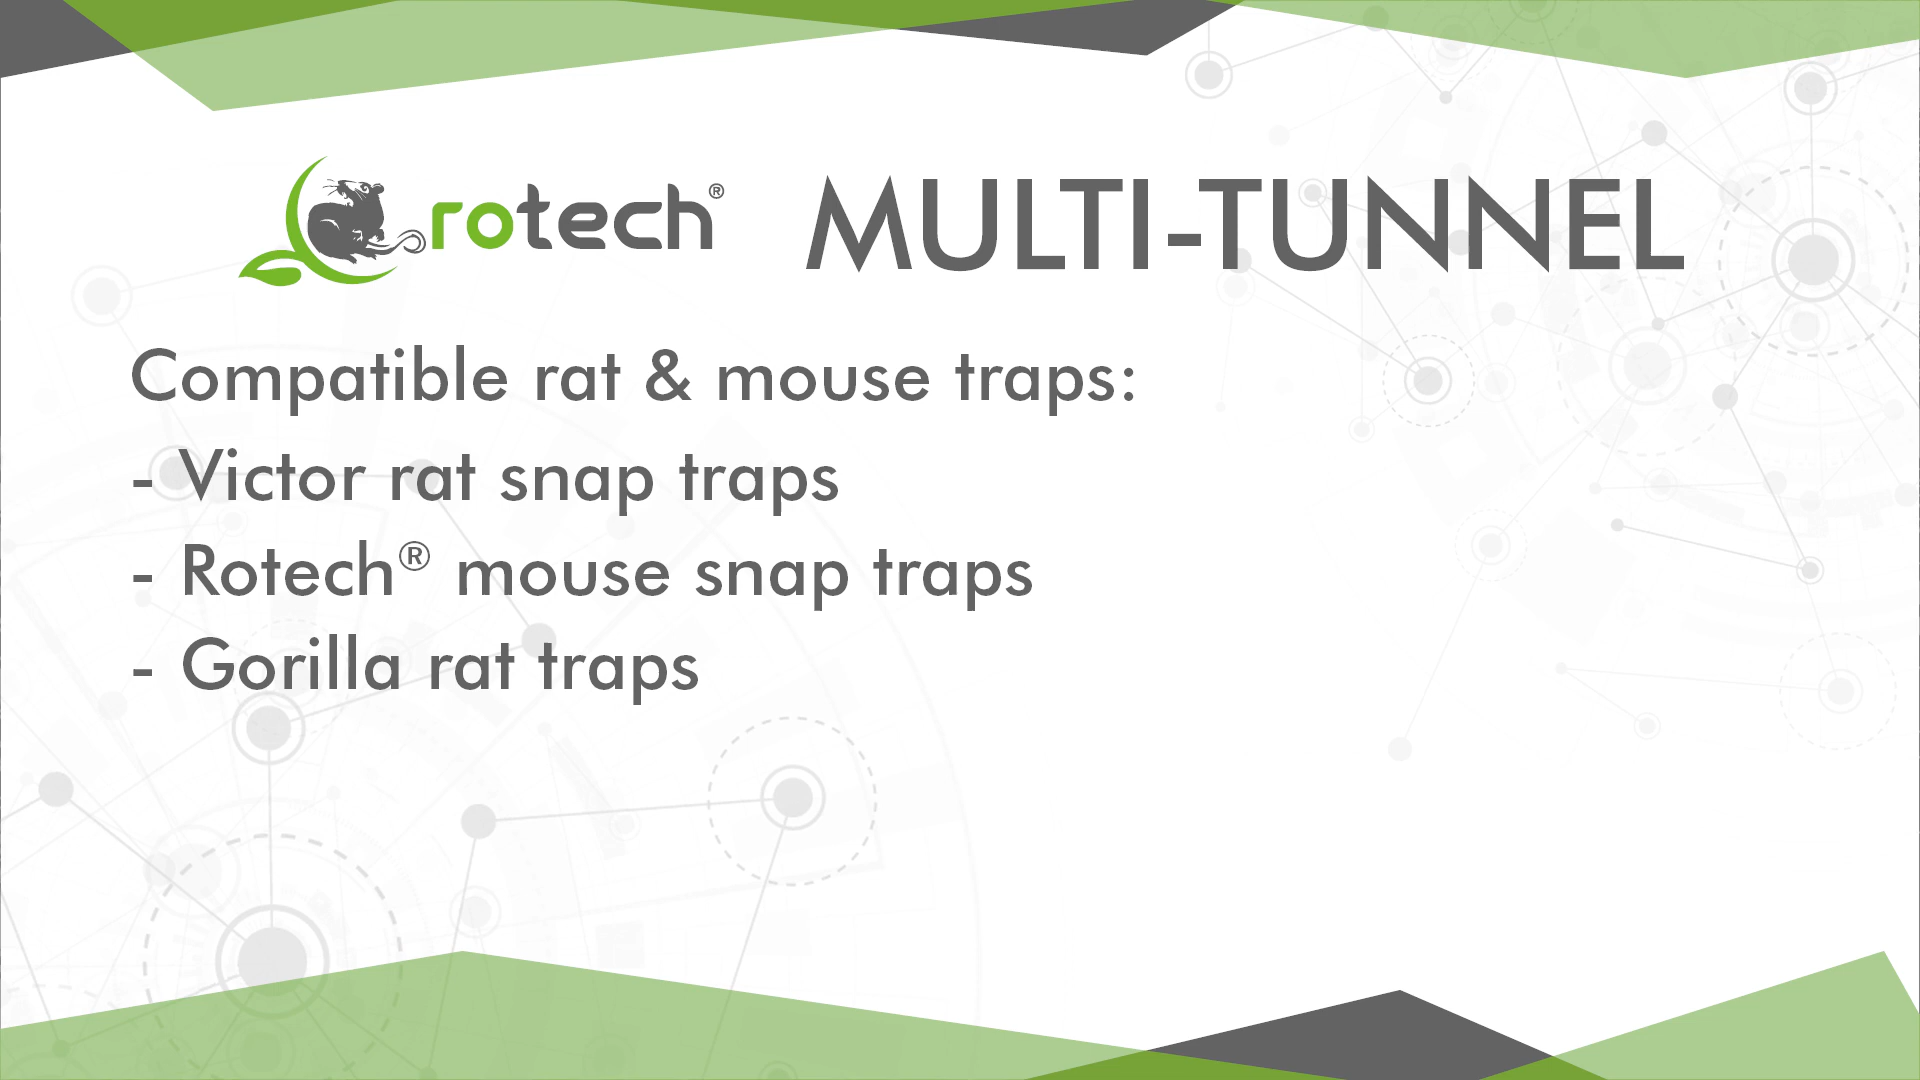 rotech® MULTI-TUNNEL
Compatible rat & mouse traps:
- Victor rat snap traps
- Rotech® mouse snap traps
- Gorilla rat traps